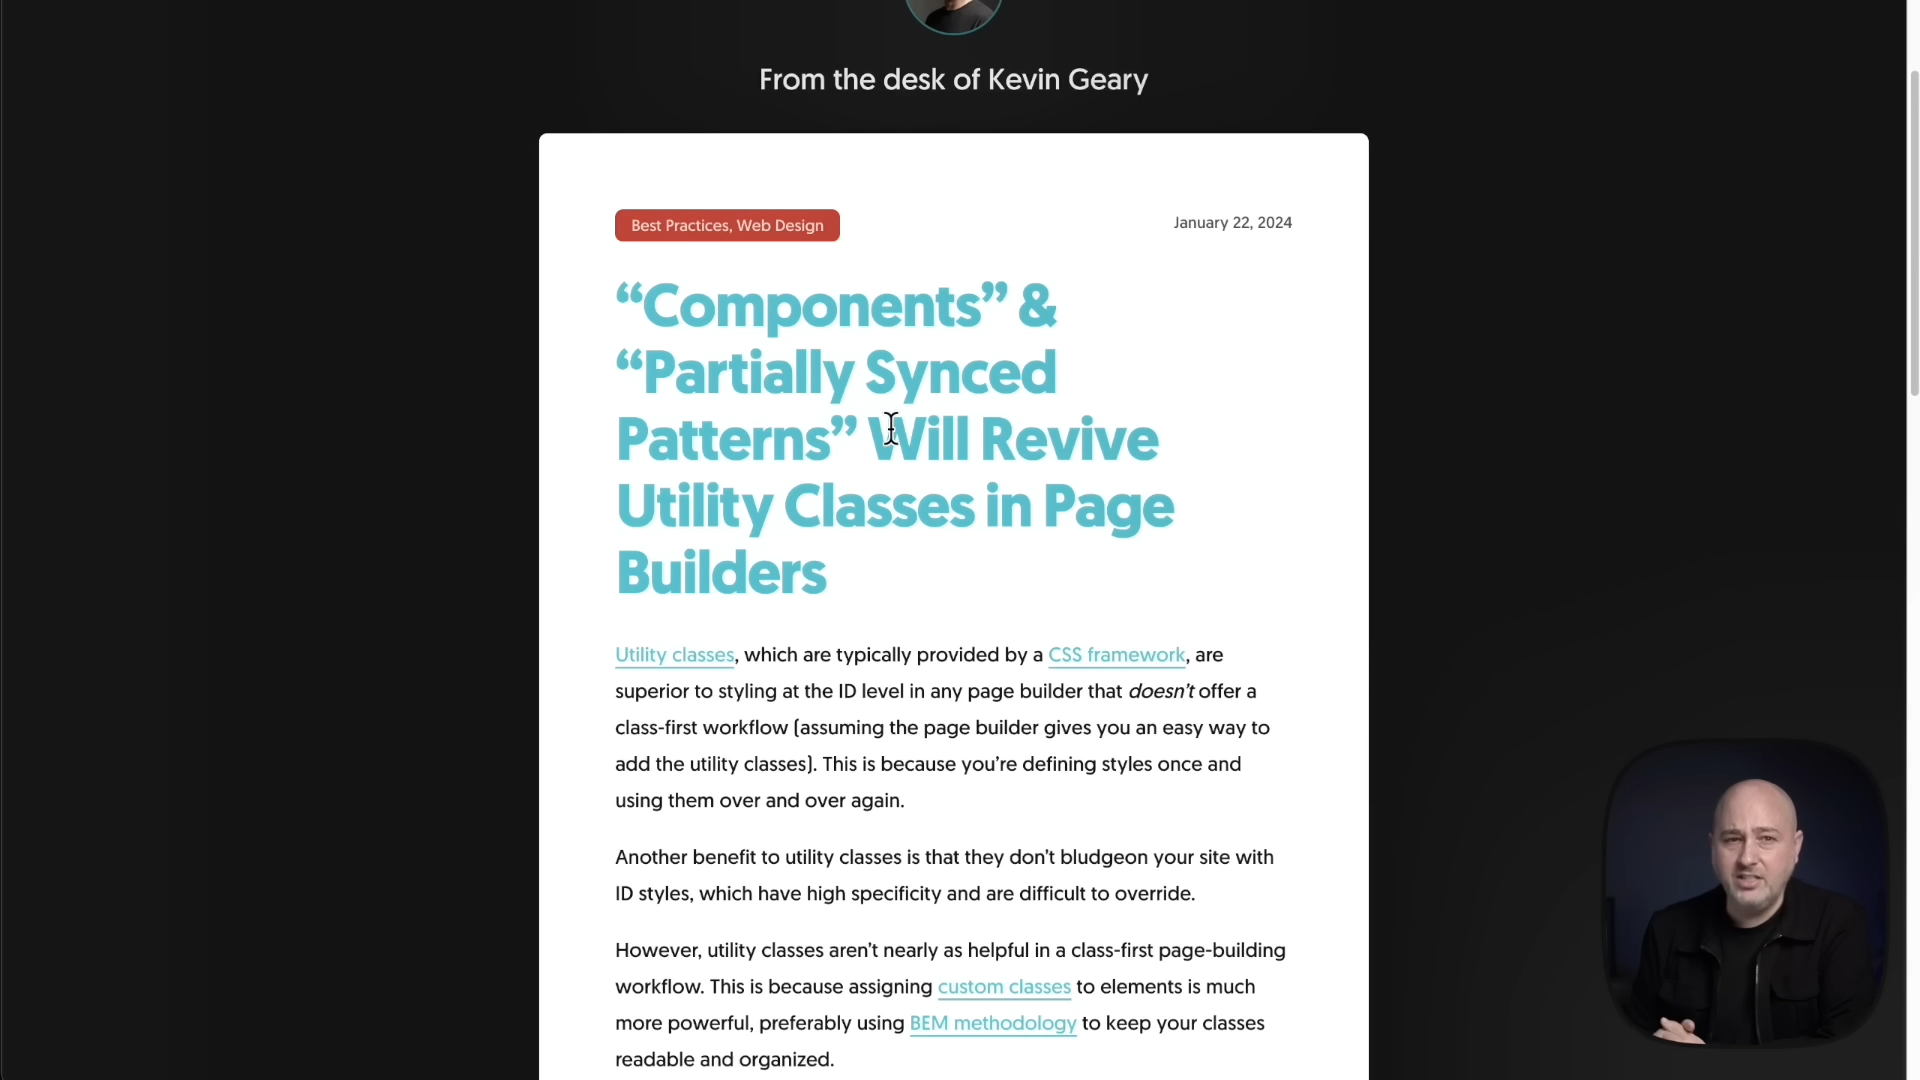 From the desk of Kevin Geary
Best Practices, Web Design
January 22, 2024
“Components” &
“Partially Synced
Patterns” Will Revive
Utility Classes in Page
Builders
Utility classes, which are typically provided by a CSS framework, are
superior to styling at the ID level in any page builder that doesn’t offer a
class-first workflow (assuming the page builder gives you an easy way to
add the utility classes). This is because you’re defining styles once and
using them over and over again.
Another benefit to utility classes is that they don’t bludgeon your site with
ID styles, which have high specificity and are difficult to override.
However, utility classes aren’t nearly as helpful in a class-first page-building
workflow. This is because assigning custom classes to elements is much
more powerful, preferably using BEM methodology to keep your classes
readable and organized.